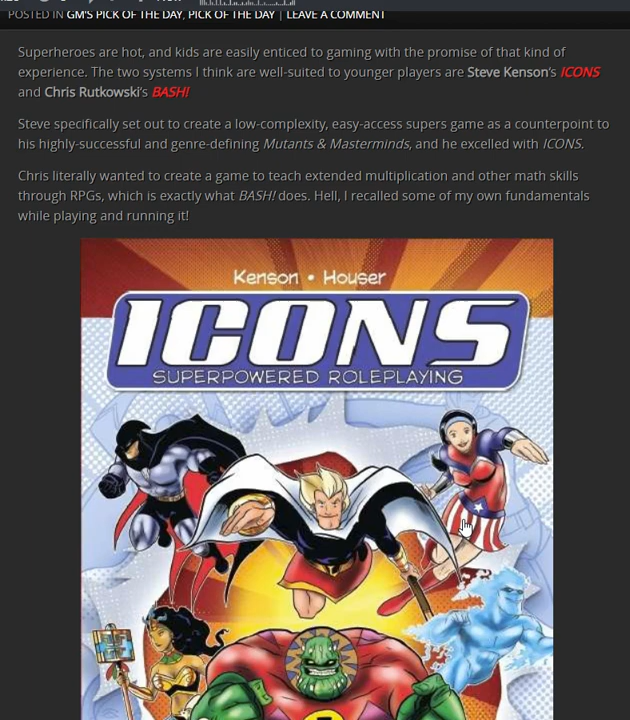 POSTED IN GM'S PICK OF THE DAY, PICK OF THE DAY | LEAVE A COMMENT
Superheroes are hot, and kids are easily enticed to gaming with the promise of that kind of
experience. The two systems I think are well-suited to younger players are Steve Kenson's ICONS
and Chris Rutkowski's BASH!
Steve specifically set out to create a low-complexity, easy-access supers game as a counterpoint to
his highly-successful and genre-defining Mutants & Masterminds, and he excelled with ICONS.
Chris literally wanted to create a game to teach extended multiplication and other math skills
through RPGs, which is exactly what BASH! does. Hell, I recalled some of my own fundamentals
while playing and running it!
Kenson • Houser
ICONS
SUPERPOWERED ROLEPLAYING